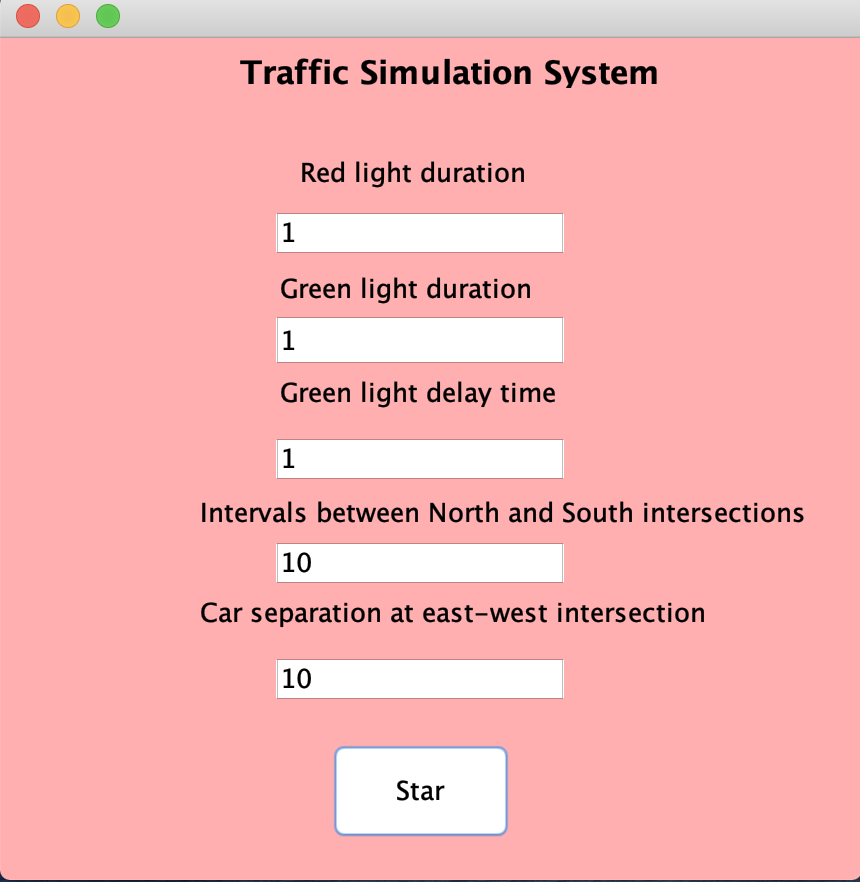 Traffic Simulation System
Red light duration
1
Green light duration
1
Green light delay time
1
Intervals between North and South intersections
10
Car separation at east-west intersection
10
Star